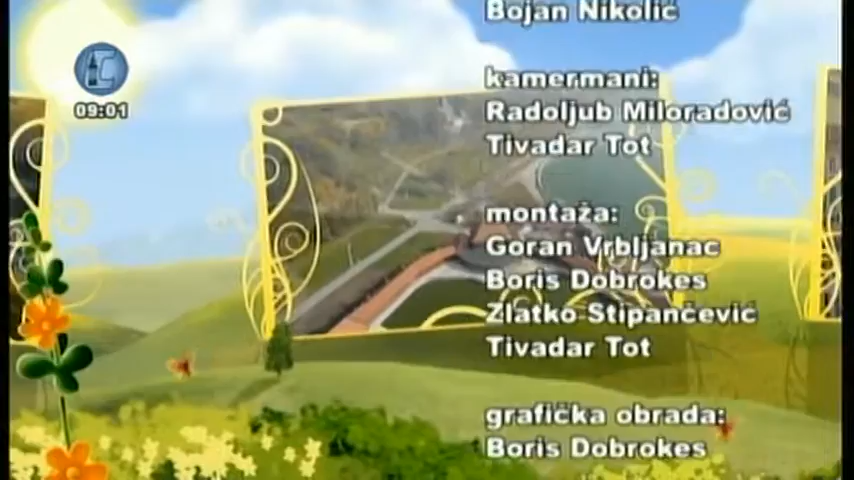 Bojan Nikolić
09:01
kamermani:
Radoljub Miloradović
Tivadar Tot
montaža:
Goran Vrbljanac
Boris Dobrokes
Zlatko Stipančević
Tivadar Tot
grafička obrada:
Boris Dobrokes